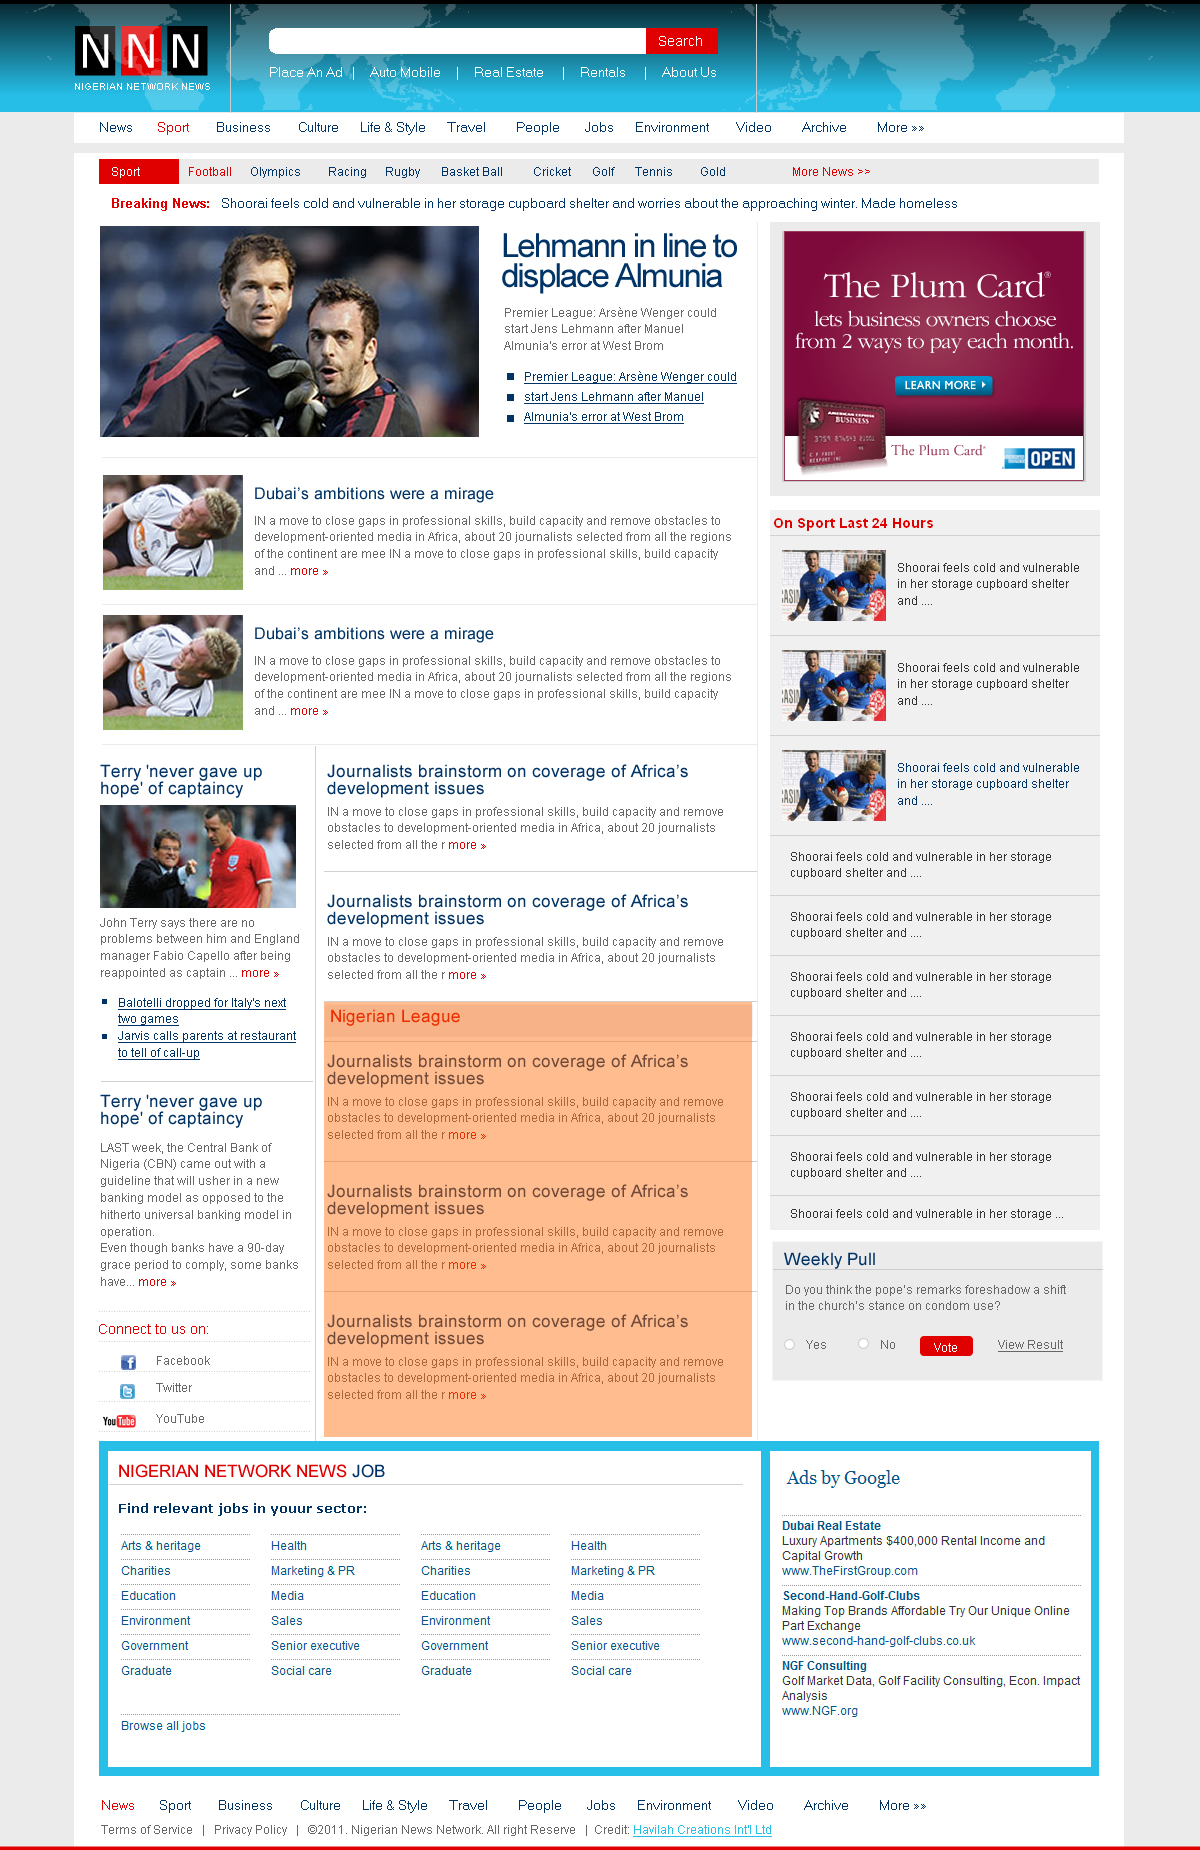 NNN
NIGERIAN NETWORK NEWS
Search
Place An Ad | Auto Mobile | Real Estate | Rentals | About Us
News Sport Business Culture Life & Style Travel People Jobs Environment Video Archive More »»
Sport Football Olympics Racing Rugby Basket Ball Cricket Golf Tennis Gold More News >>
Breaking News: Shoorai feels cold and vulnerable in her storage cupboard shelter and worries about the approaching winter. Made homeless
Lehmann in line to
displace Almunia
Premier League: Arsène Wenger could
start Jens Lehmann after Manuel
Almunia's error at West Brom
Premier League: Arsène Wenger could
start Jens Lehmann after Manuel
Almunia's error at West Brom
Dubai's ambitions were a mirage
IN a move to close gaps in professional skills, build capacity and remove obstacles to
development-oriented media in Africa, about 20 journalists selected from all the regions
of the continent are mee IN a move to close gaps in professional skills, build capacity
and ... more »
Dubai's ambitions were a mirage
IN a move to close gaps in professional skills, build capacity and remove obstacles to
development-oriented media in Africa, about 20 journalists selected from all the regions
of the continent are mee IN a move to close gaps in professional skills, build capacity
and ... more »
Terry 'never gave up
hope' of captaincy
John Terry says there are no
problems between him and England
manager Fabio Capello after being
reappointed as captain ... more »
Balotelli dropped for Italy's next
two games
Jarvis calls parents at restaurant
to tell of call-up
Terry 'never gave up
hope' of captaincy
LAST week, the Central Bank of
Nigeria (CBN) came out with a
guideline that will usher in a new
banking model as opposed to the
hitherto universal banking model in
operation.
Even though banks have a 90-day
grace period to comply, some banks
have... more »
Connect to us on:
Facebook
Twitter
YouTube
YouTube
Journalists brainstorm on coverage of Africa's
development issues
IN a move to close gaps in professional skills, build capacity and remove
obstacles to development-oriented media in Africa, about 20 journalists
selected from all the r more »
Journalists brainstorm on coverage of Africa's
development issues
IN a move to close gaps in professional skills, build capacity and remove
obstacles to development-oriented media in Africa, about 20 journalists
selected from all the r more »
Nigerian League
Journalists brainstorm on coverage of Africa's
development issues
IN a move to close gaps in professional skills, build capacity and remove
obstacles to development-oriented media in Africa, about 20 journalists
selected from all the r more »
Journalists brainstorm on coverage of Africa's
development issues
IN a move to close gaps in professional skills, build capacity and remove
obstacles to development-oriented media in Africa, about 20 journalists
selected from all the r more »
Journalists brainstorm on coverage of Africa's
development issues
IN a move to close gaps in professional skills, build capacity and remove
obstacles to development-oriented media in Africa, about 20 journalists
selected from all the r more »
The Plum Card®
lets business owners choose
from 2 ways to pay each month.
LEARN MORE
AMERICAN EXPRESS
BUSINESS
C F FROST
The Plum Card®
OPEN
On Sport Last 24 Hours
Shoorai feels cold and vulnerable
in her storage cupboard shelter
and ....
Shoorai feels cold and vulnerable
in her storage cupboard shelter
and ....
Shoorai feels cold and vulnerable
in her storage cupboard shelter
and ....
Shoorai feels cold and vulnerable in her storage
cupboard shelter and ....
Shoorai feels cold and vulnerable in her storage
cupboard shelter and ....
Shoorai feels cold and vulnerable in her storage
cupboard shelter and ....
Shoorai feels cold and vulnerable in her storage
cupboard shelter and ....
Shoorai feels cold and vulnerable in her storage
cupboard shelter and ....
Shoorai feels cold and vulnerable in her storage
cupboard shelter and ....
Shoorai feels cold and vulnerable in her storage ...
Weekly Pull
Do you think the pope's remarks foreshadow a shift
in the church's stance on condom use?
Yes No Vote View Result
NIGERIAN NETWORK NEWS JOB
Find relevant jobs in youur sector:
Arts & heritage Health Arts & heritage Health
Charities Marketing & PR Charities Marketing & PR
Education Media Education Media
Environment Sales Environment Sales
Government Senior executive Government Senior executive
Graduate Social care Graduate Social care
Browse all jobs
Ads by Google
Dubai Real Estate
Luxury Apartments $400,000 Rental Income and
Capital Growth
www.TheFirstGroup.com
Second-Hand-Golf-Clubs
Making Top Brands Affordable Try Our Unique Online
Part Exchange
www.second-hand-golf-clubs.co.uk
NGF Consulting
Golf Market Data, Golf Facility Consulting, Econ. Impact
Analysis
www.NGF.org
News Sport Business Culture Life & Style Travel People Jobs Environment Video Archive More »»
Terms of Service | Privacy Policy | ©2011. Nigerian News Network. All right Reserve | Credit: Havilah Creations Int'l Ltd